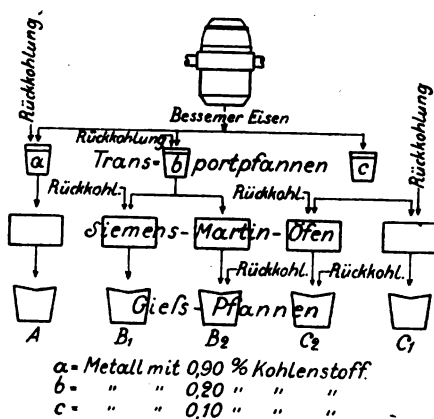 Rückkohlung
Bessemer Eisen
Rückkohlung
Rückkohlung
a Trans= b portpfannen c
Rückkohl. Rückkohl.
Siemens-Martin-Öfen
Rückkohl. Rückkohl.
Gieß-Pfannen
A B1 B2 C2 C1
a = Metall mit 0,90 % Kohlenstoff.
b = " " 0,20 " " "
c = " " 0,10 " " "